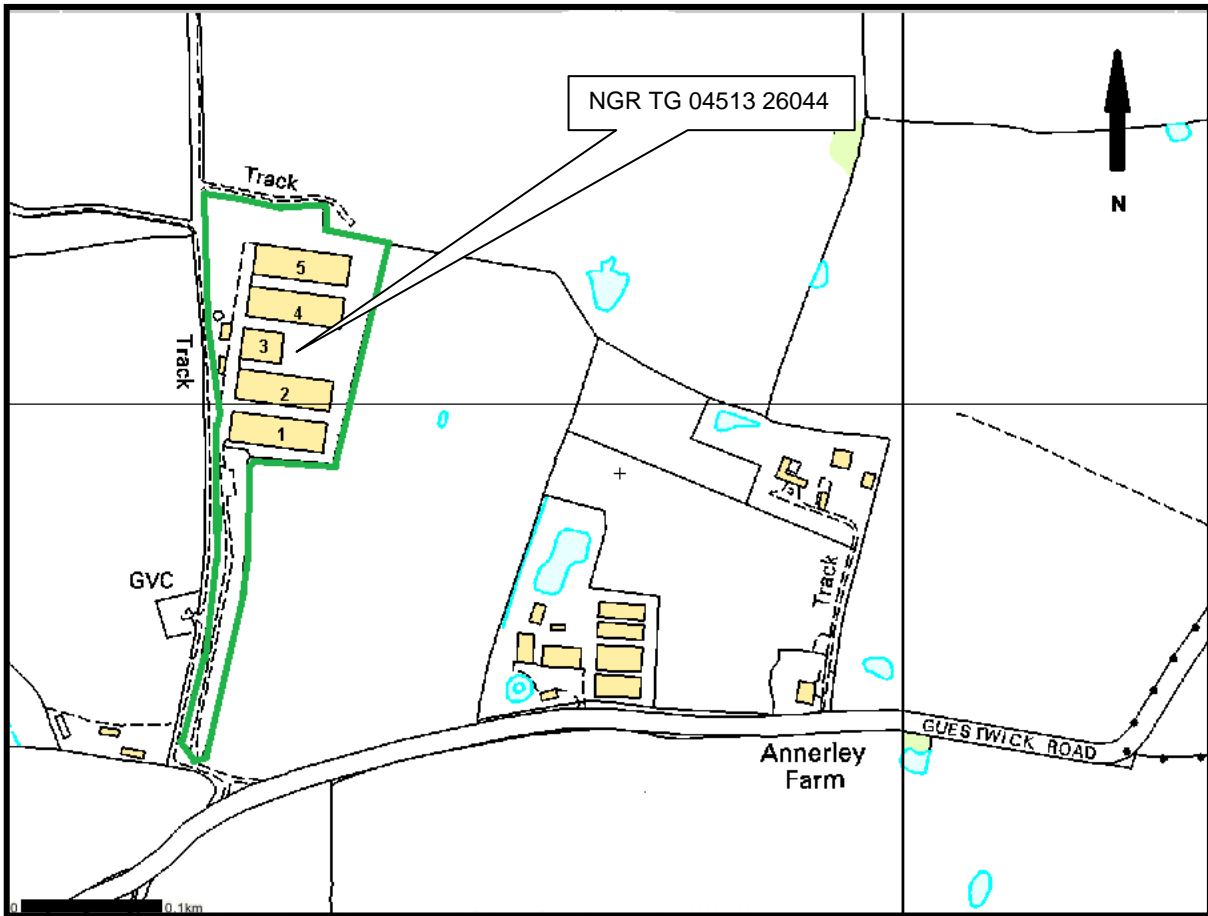 NGR TG 04513 26044
N
Track
5
4
3
Track
2
1
GVC
Track
GUESTWICK ROAD
Annerley
Farm
0 0.1km